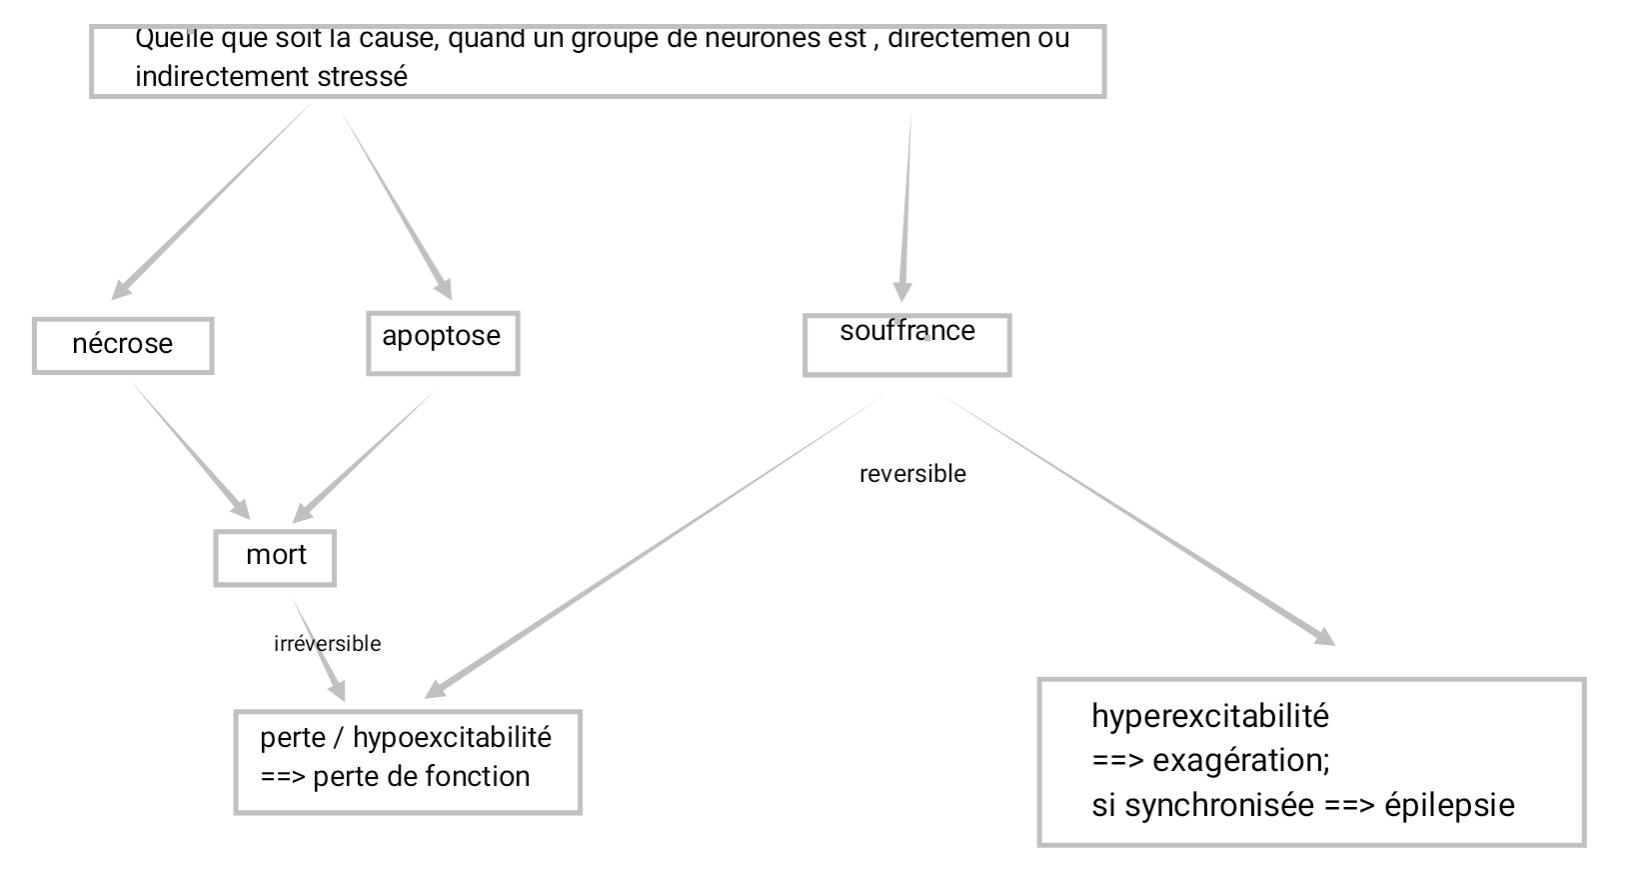 Quelle que soit la cause, quand un groupe de neurones est , directemen ou
indirectement stressé
nécrose
apoptose
souffrance
reversible
mort
irréversible
perte / hypoexcitabilité
==> perte de fonction
hyperexcitabilité
==> exagération;
si synchronisée ==> épilepsie